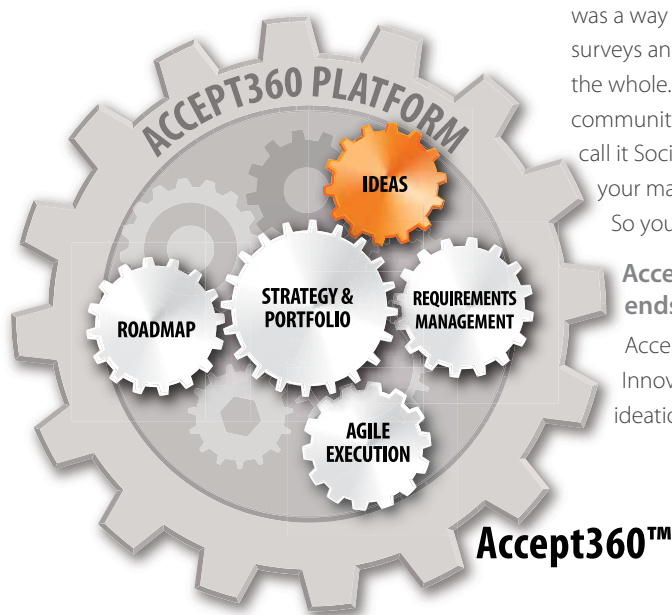 was a way
surveys an
the whole.
communit
call it Soci
your ma
So you
Acce
ends
Acce
Innov
ideatio
ACCEPT360 PLATFORM
IDEAS
STRATEGY &
PORTFOLIO
REQUIREMENTS
MANAGEMENT
ROADMAP
AGILE
EXECUTION
Accept360™